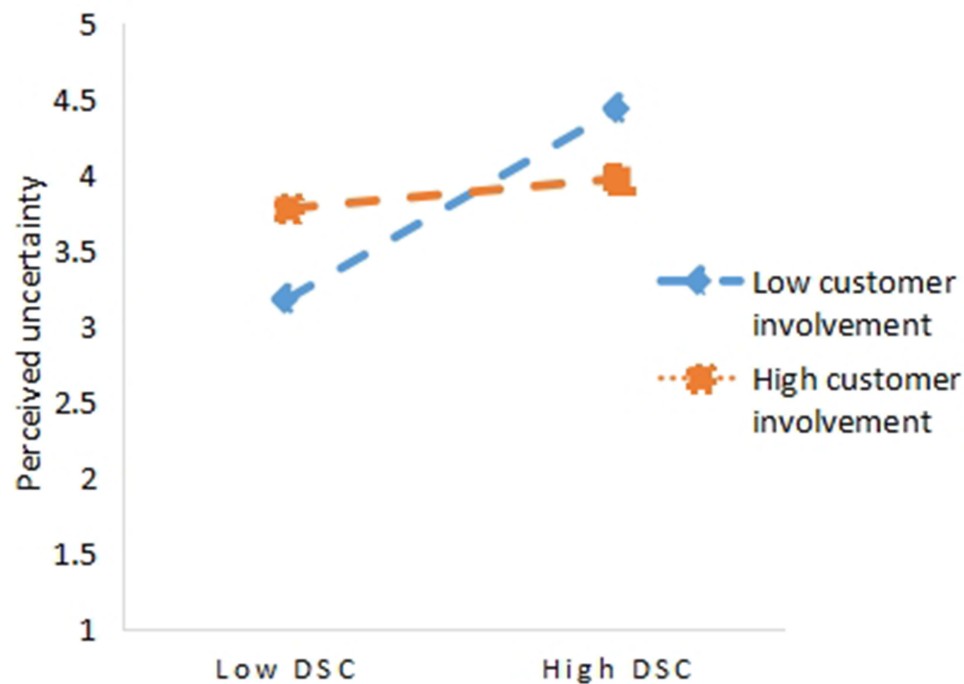 5
4.5
4
3.5
3
2.5
2
1.5
1
Perceived uncertainty
Low DSC
High DSC
Low customer
involvement
High customer
involvement